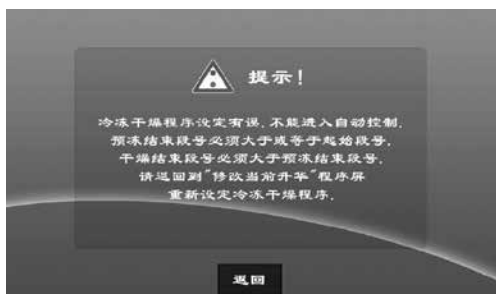 提示！
冷冻干燥程序设定有误，不能进入自动控制，
预冻结束段号必须大于或等于起始段号，
干燥结束段号必须大于预冻结束段号，
请返回到"修改当前升华"程序屏
重新设定冷冻干燥程序。
返回